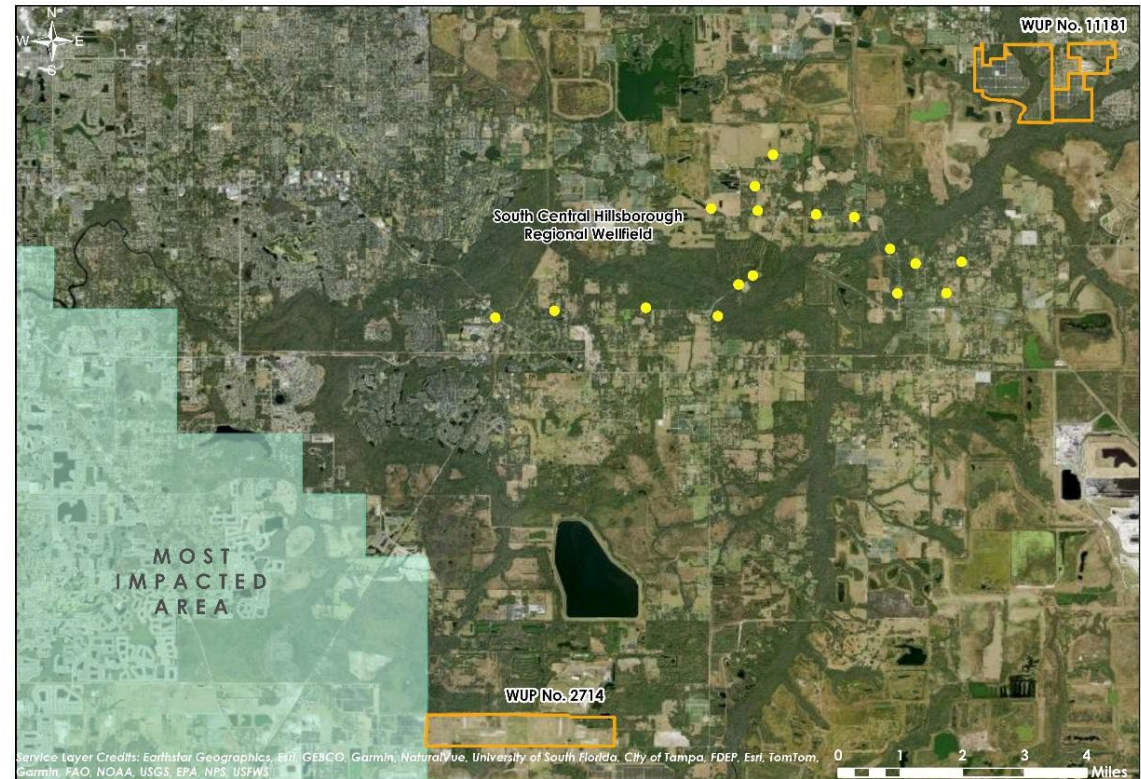 WUP No. 11181
N
W E
S
South Central Hillsborough
Regional Wellfield
MOST
IMPACTED
AREA
WUP No. 2714
Service Layer Credits: Earthstar Geographics, Esri, GEBCO, Garmin, NaturalVue, University of South Florida, City of Tampa, FDEP, Esri, TomTom,
Garmin, FAO, NOAA, USGS, EPA, NPS, USFWS
0 1 2 3 4
Miles